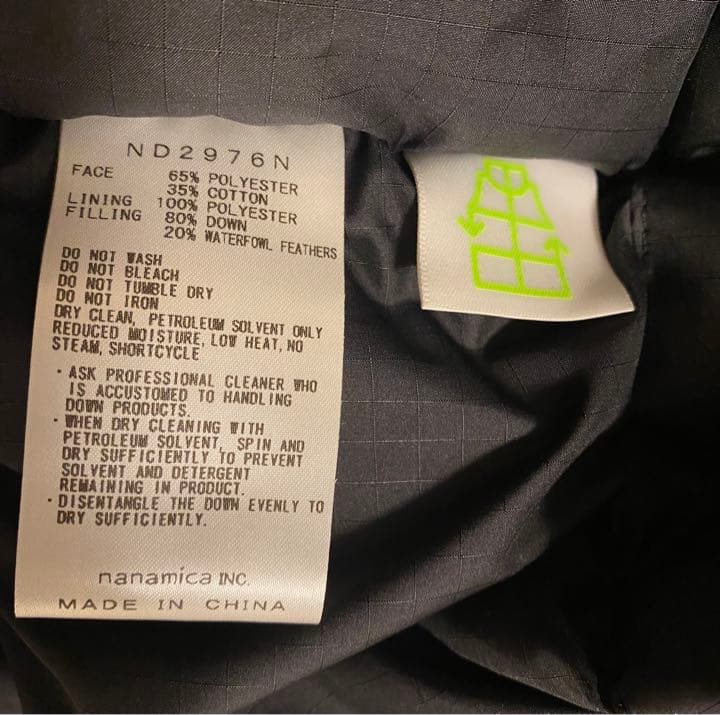 ND2976N
FACE 65% POLYESTER
35% COTTON
LINING 100% POLYESTER
FILLING 80% DOWN
20% WATERFOWL FEATHERS
DO NOT WASH
DO NOT BLEACH
DO NOT TUMBLE DRY
DO NOT IRON
DRY CLEAN, PETROLEUM SOLVENT ONLY
REDUCED MOISTURE, LOW HEAT, NO
STEAM, SHORTCYCLE
・ASK PROFESSIONAL CLEANER WHO
IS ACCUSTOMED TO HANDLING
DOWN PRODUCTS.
・WHEN DRY CLEANING WITH
PETROLEUM SOLVENT, SPIN AND
DRY SUFFICIENTLY TO PREVENT
SOLVENT AND DETERGENT
REMAINING IN PRODUCT.
・DISENTANGLE THE DOWN EVENLY TO
DRY SUFFICIENTLY.
nanamica INC.
MADE IN CHINA